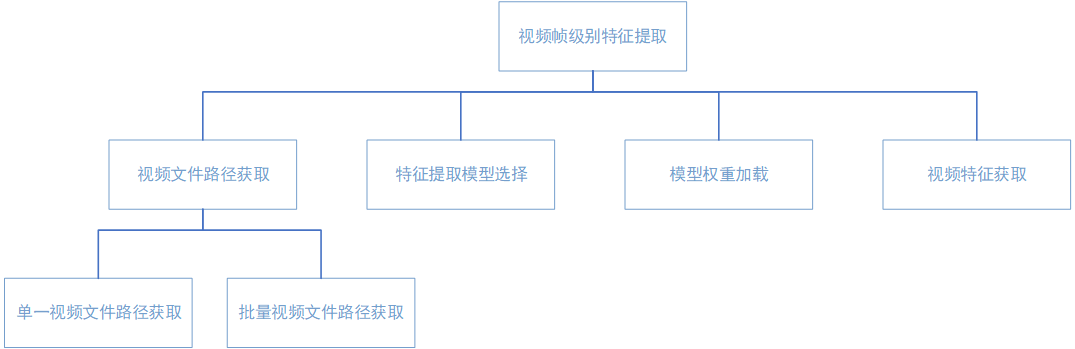 视频帧级别特征提取
视频文件路径获取
特征提取模型选择
模型权重加载
视频特征获取
单一视频文件路径获取
批量视频文件路径获取